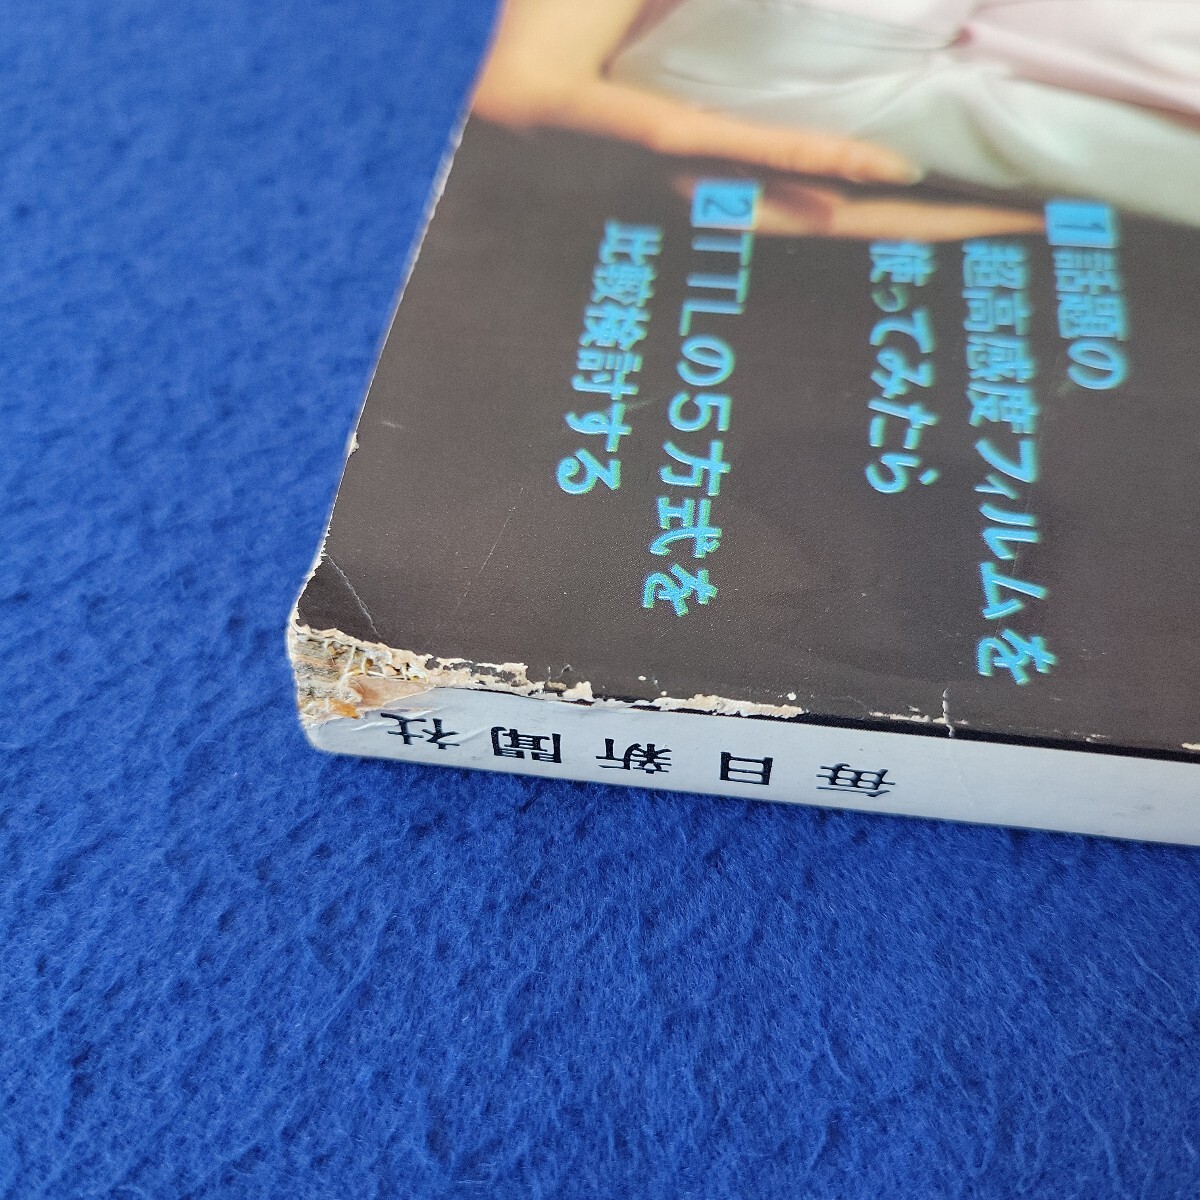 1話題の
超高感度フィルムを
使ってみたら
2TTLの5方式を
比較検討する
毎日新聞社